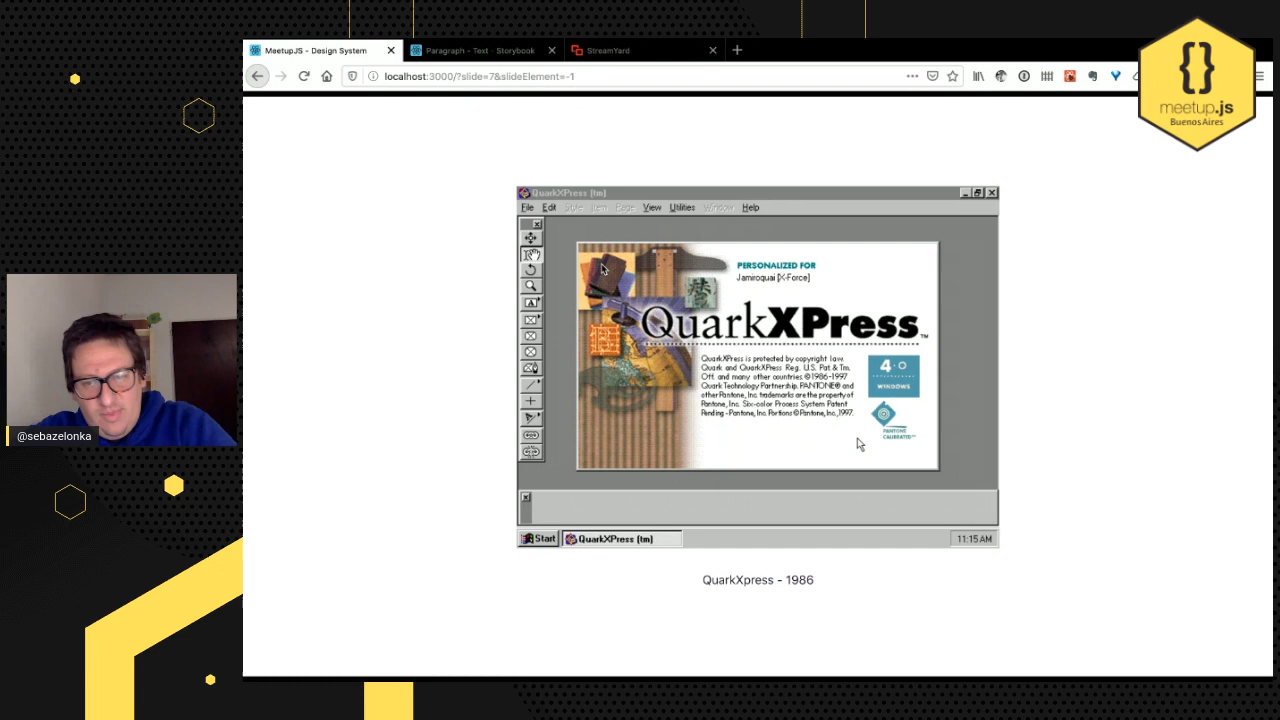 MeetupJS - Design System
Paragraph - Text · Storybook
StreamYard
localhost:3000/?slide=7&slideElement=-1
{}
meetup.js
Buenos Aires
QuarkXPress (tm)
File Edit Style Item Page View Utilities Window Help
PERSONALIZED FOR
Jamiroquai [X-Force]
QuarkXPress™
QuarkXPress is protected by copyright law.
Quark and QuarkXPress Reg. U.S. Pat & Tm.
Off. and many other countries ©1986-1997
Quark Technology Partnership. PANTONE® and
other Pantone, Inc. trademarks are the property of
Pantone, Inc. Six-color Process System Patent
Pending - Pantone, Inc. Portions © Pantone, Inc., 1997.
4.0
WINDOWS
PANTONE
CALIBRATED™
Start
QuarkXPress (tm)
11:15 AM
QuarkXpress - 1986
@sebazelonka